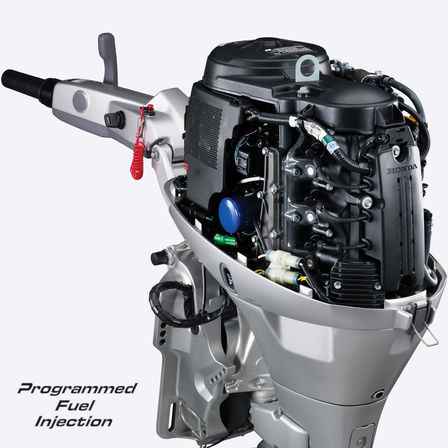 HONDA
Programmed
Fuel
Injection